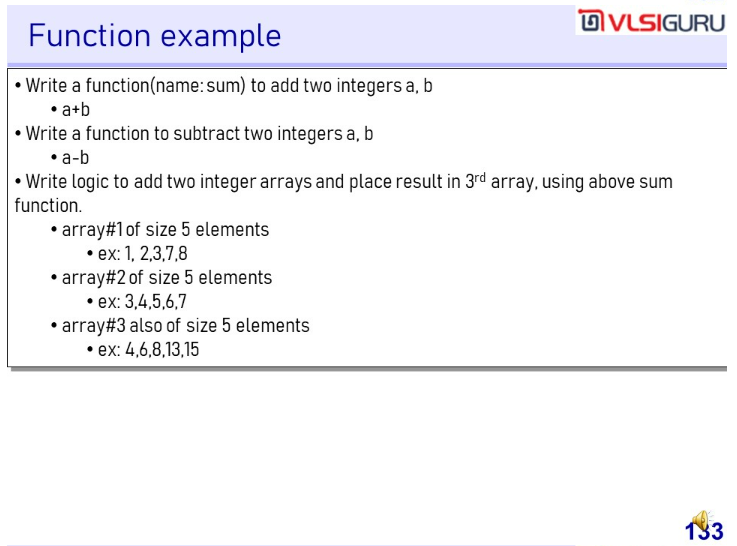 Function example
VLSIGURU
• Write a function(name: sum) to add two integers a, b
• a+b
• Write a function to subtract two integers a, b
• a-b
• Write logic to add two integer arrays and place result in 3rd array, using above sum
function.
• array#1 of size 5 elements
• ex: 1, 2,3,7,8
• array#2 of size 5 elements
• ex: 3,4,5,6,7
• array#3 also of size 5 elements
• ex: 4,6,8,13,15
133